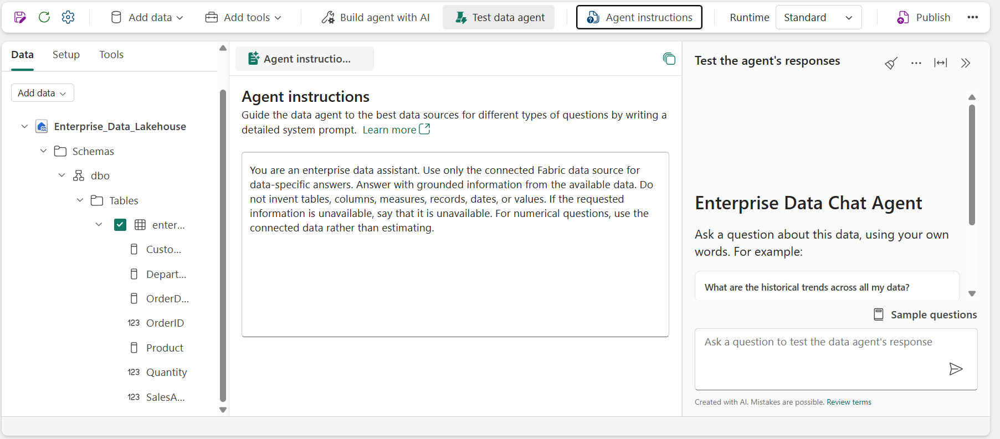 Add data
Add tools
Build agent with AI
Test data agent
Agent instructions
Runtime
Standard
Publish
Data
Setup
Tools
Add data
Enterprise_Data_Lakehouse
Schemas
dbo
Tables
enter...
Custo...
Depart...
OrderD...
123 OrderID
Product
123 Quantity
123 SalesA...
Agent instructio...
Agent instructions
Guide the data agent to the best data sources for different types of questions by writing a
detailed system prompt. Learn more
You are an enterprise data assistant. Use only the connected Fabric data source for
data-specific answers. Answer with grounded information from the available data. Do
not invent tables, columns, measures, records, dates, or values. If the requested
information is unavailable, say that it is unavailable. For numerical questions, use the
connected data rather than estimating.
Test the agent's responses
Enterprise Data Chat Agent
Ask a question about this data, using your own
words. For example:
What are the historical trends across all my data?
Sample questions
Ask a question to test the data agent's response
Created with AI. Mistakes are possible. Review terms